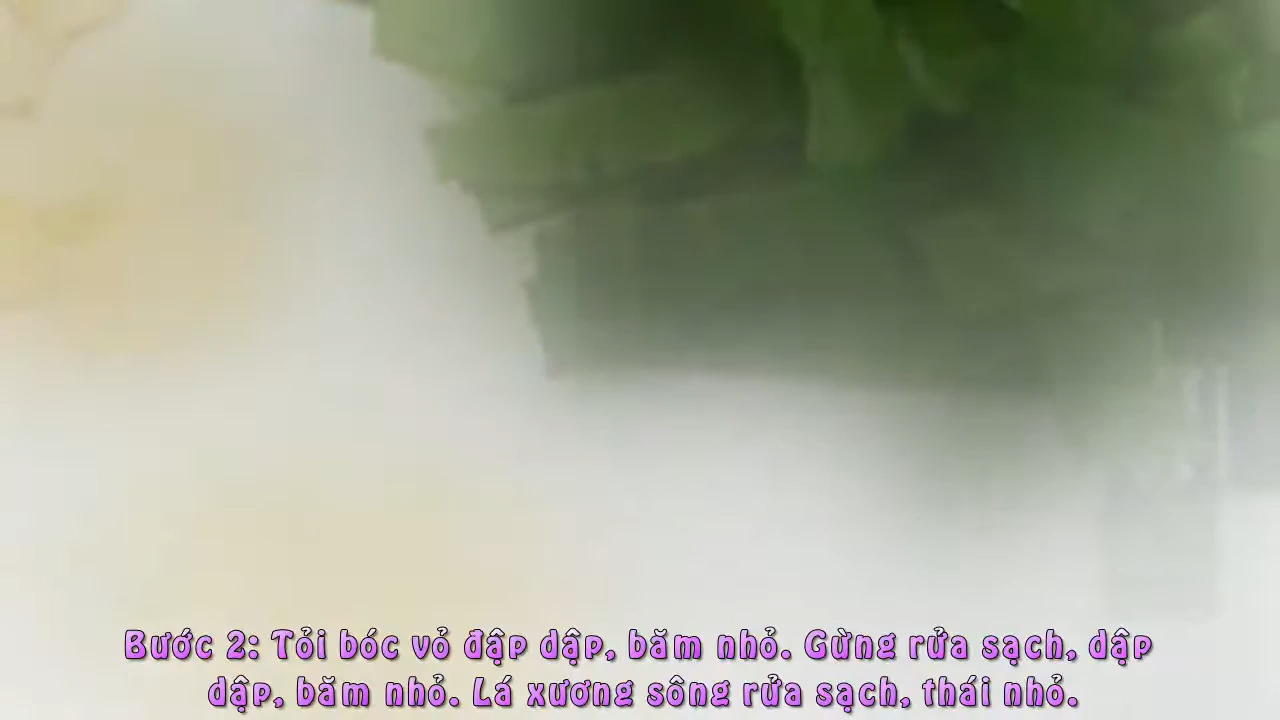 Bước 2: Tỏi bóc vỏ đập dập, băm nhỏ. Gừng rửa sạch, dập
dập, băm nhỏ. Lá xương sông rửa sạch, thái nhỏ.